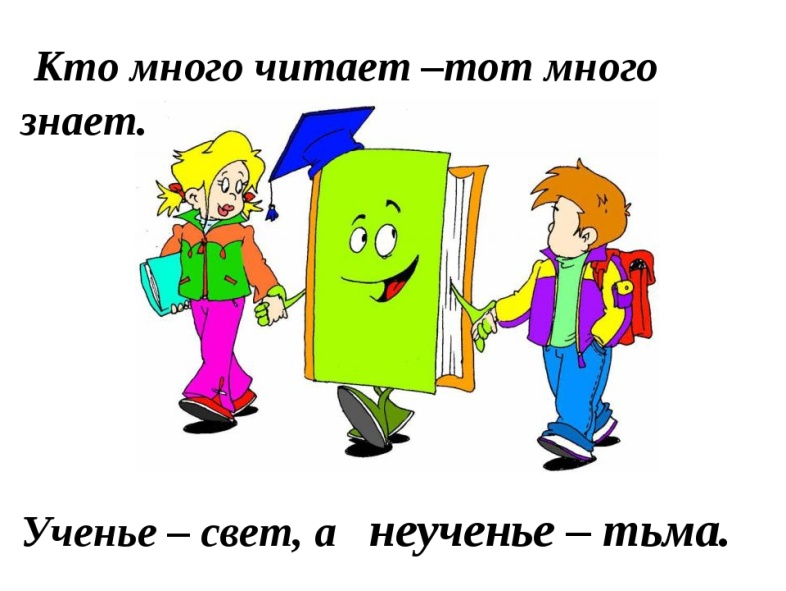 Кто много читает –тот много
знает.
Ученье – свет, а неученье – тьма.